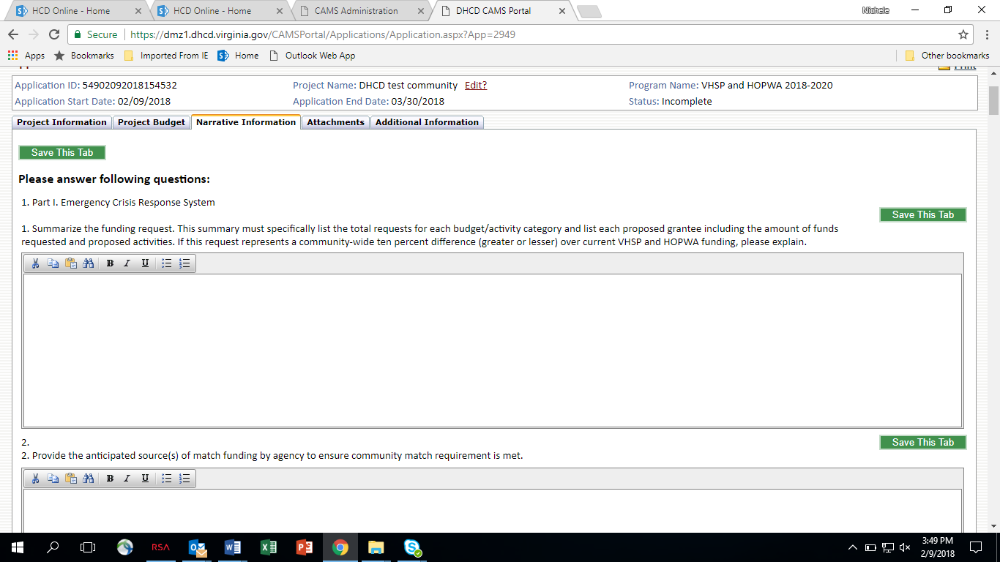 HCD Online - Home
HCD Online - Home
CAMS Administration
DHCD CAMS Portal
Nichele
Secure
https://dmz1.dhcd.virginia.gov/CAMSPortal/Applications/Application.aspx?App=2949
Apps
Bookmarks
Imported From IE
Home
Outlook Web App
Other bookmarks
Print
Application ID: 54902092018154532
Project Name: DHCD test community Edit?
Program Name: VHSP and HOPWA 2018-2020
Application Start Date: 02/09/2018
Application End Date: 03/30/2018
Status: Incomplete
Project Information
Project Budget
Narrative Information
Attachments
Additional Information
Save This Tab
Please answer following questions:
1. Part I. Emergency Crisis Response System
Save This Tab
1. Summarize the funding request. This summary must specifically list the total requests for each budget/activity category and list each proposed grantee including the amount of funds
requested and proposed activities. If this request represents a community-wide ten percent difference (greater or lesser) over current VHSP and HOPWA funding, please explain.
B I U
2.
Save This Tab
2. Provide the anticipated source(s) of match funding by agency to ensure community match requirement is met.
B I U
RSA
3:49 PM
2/9/2018